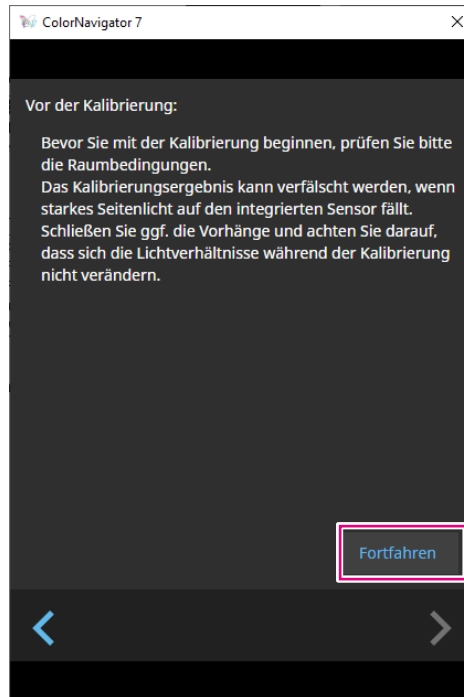 ColorNavigator 7
Vor der Kalibrierung:
Bevor Sie mit der Kalibrierung beginnen, prüfen Sie bitte
die Raumbedingungen.
Das Kalibrierungsergebnis kann verfälscht werden, wenn
starkes Seitenlicht auf den integrierten Sensor fällt.
Schließen Sie ggf. die Vorhänge und achten Sie darauf,
dass sich die Lichtverhältnisse während der Kalibrierung
nicht verändern.
Fortfahren